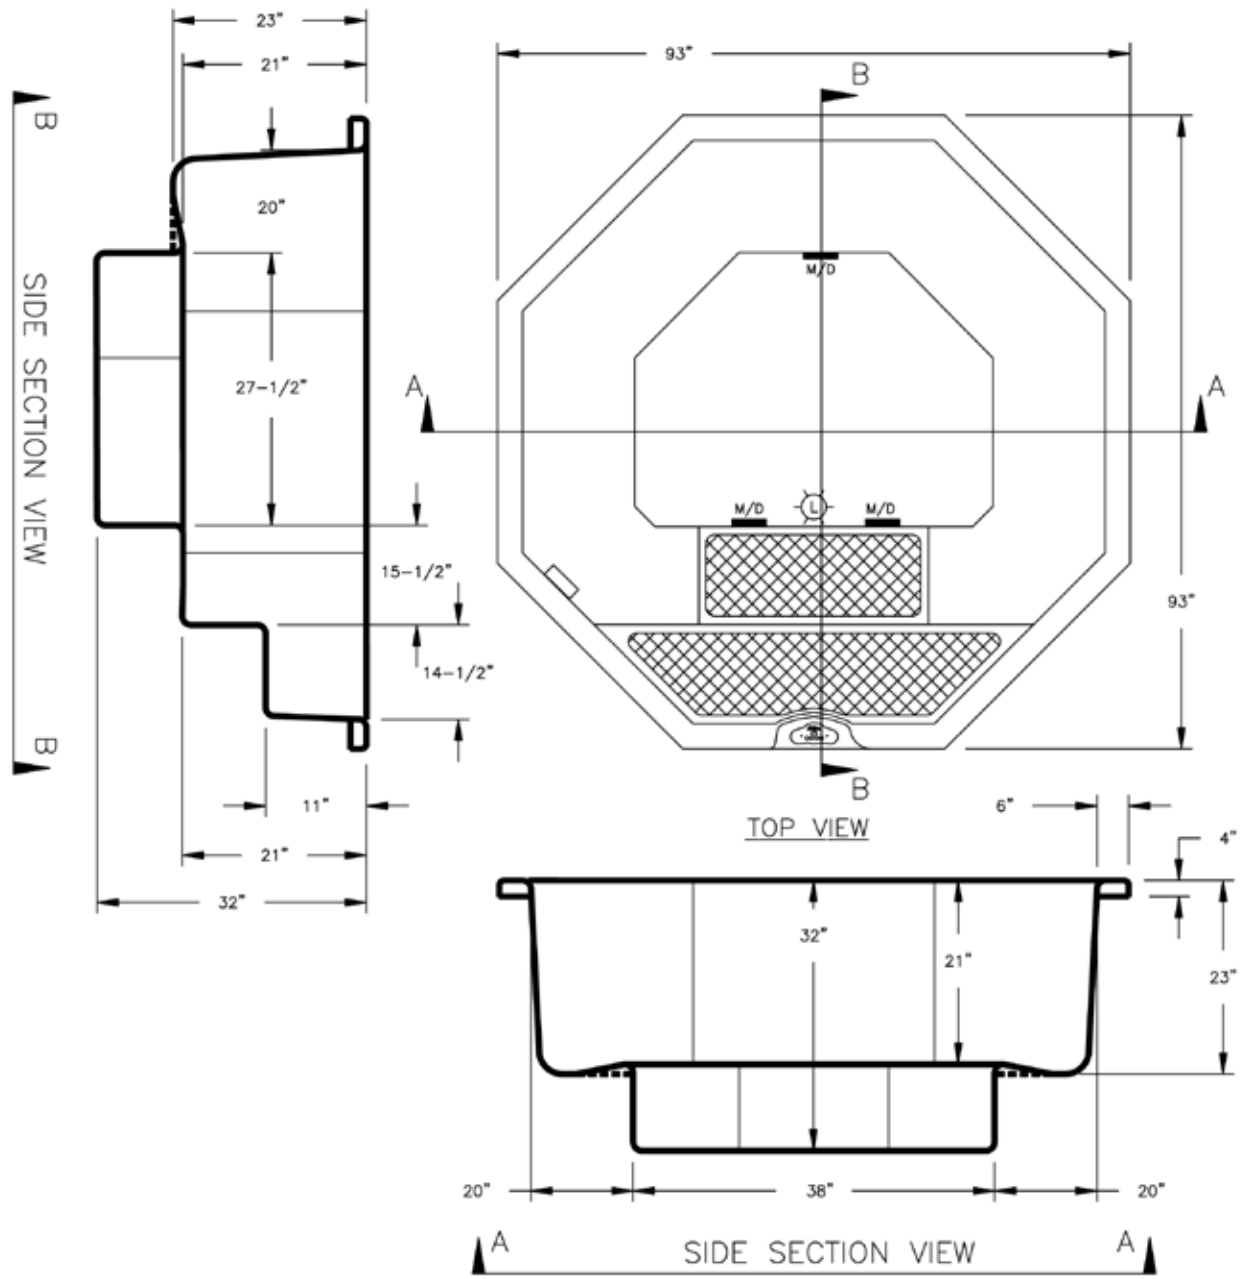 23"
93"
21"
B
B
20"
M/D
SIDE SECTION VIEW
27-1/2"
A
A
L
M/D
M/D
15-1/2"
93"
14-1/2"
B
B
11"
6"
TOP VIEW
4"
21"
32"
32"
21"
23"
20"
38"
20"
A
SIDE SECTION VIEW
A